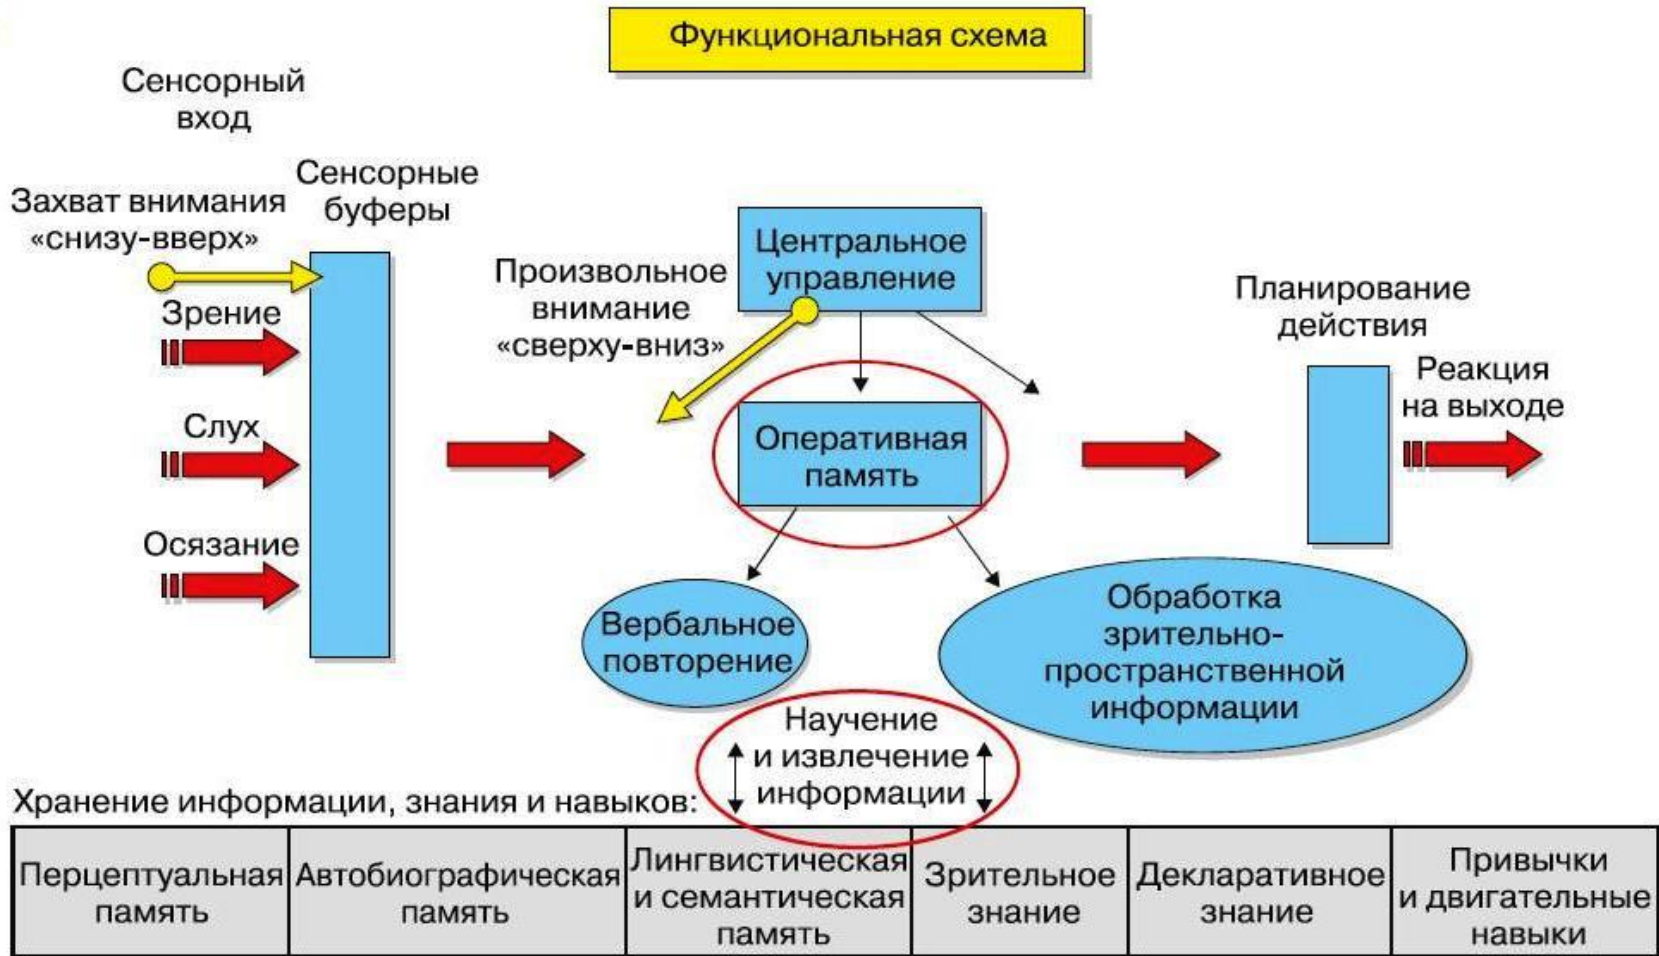 Функциональная схема
Сенсорный
вход
Захват внимания
«снизу-вверх»
Сенсорные
буферы
Зрение
Слух
Осязание
Произвольное
внимание
«сверху-вниз»
Центральное
управление
Оперативная
память
Планирование
действия
Реакция
на выходе
Вербальное
повторение
Обработка
зрительно-
пространственной
информации
Научение
и извлечение
информации
Хранение информации, знания и навыков:
Перцептуальная
память
Автобиографическая
память
Лингвистическая
и семантическая
память
Зрительное
знание
Декларативное
знание
Привычки
и двигательные
навыки